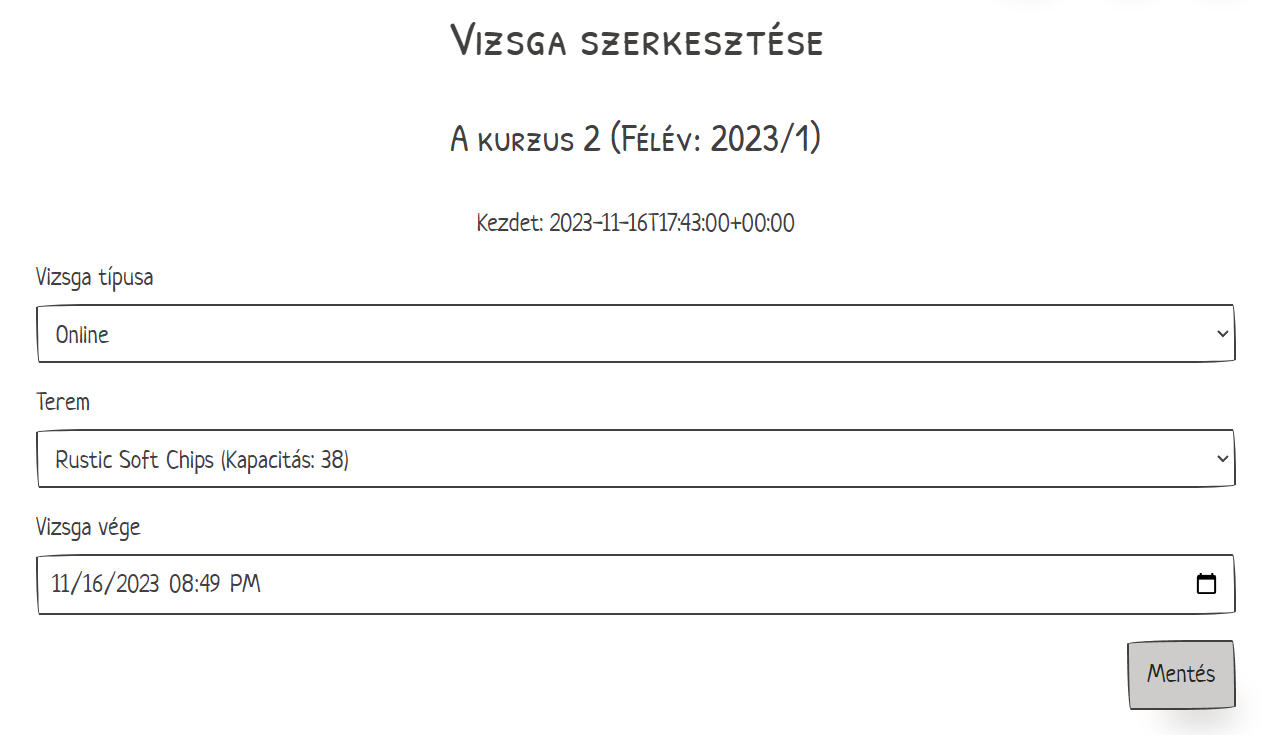 Vizsga szerkesztése
A kurzus 2 (Félév: 2023/1)
Kezdet: 2023-11-16T17:43:00+00:00
Vizsga típusa
Online
Terem
Rustic Soft Chips (Kapacitás: 38)
Vizsga vége
11/16/2023 08:49 PM
Mentés